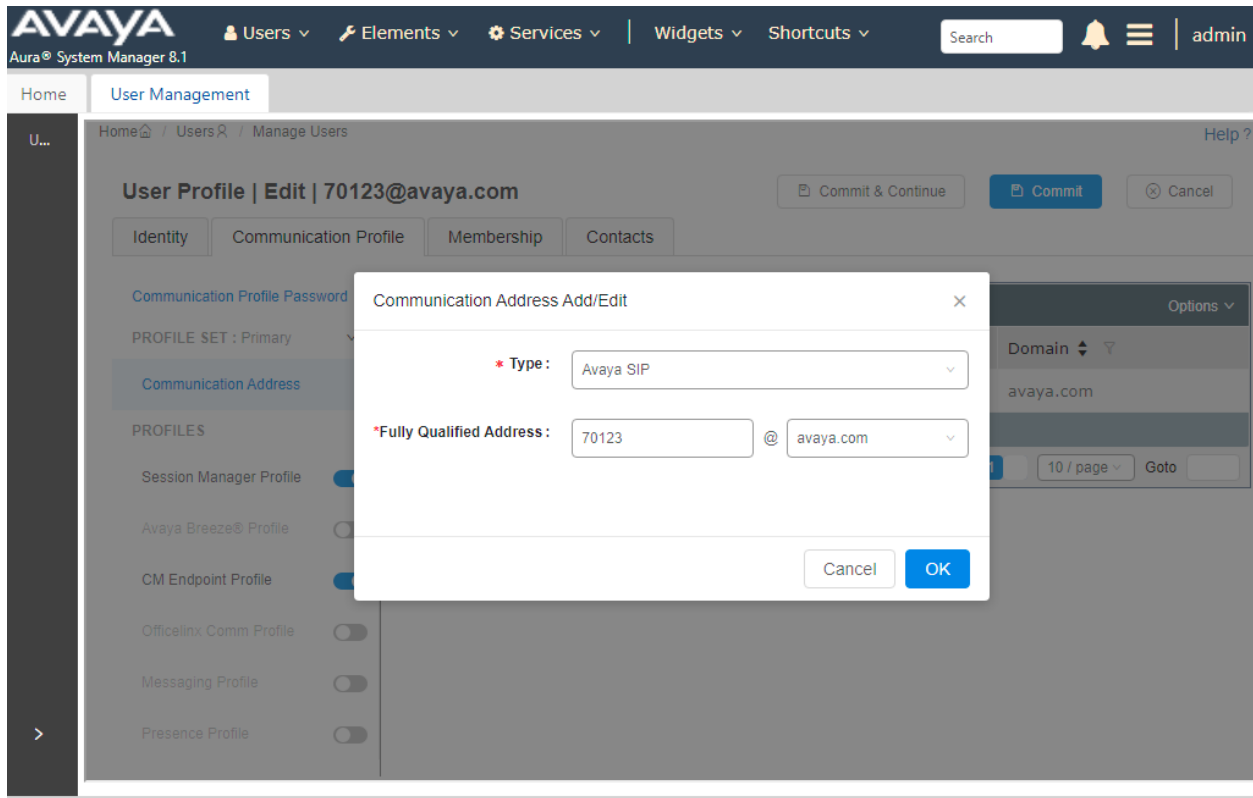 AVAYA
Aura® System Manager 8.1
Users Elements Services Widgets Shortcuts Search admin
Home User Management
U...
Home / Users / Manage Users
Help ?
User Profile | Edit | 70123@avaya.com
Commit & Continue Commit Cancel
Identity Communication Profile Membership Contacts
Communication Profile Password
PROFILE SET : Primary
Communication Address
PROFILES
Session Manager Profile
Avaya Breeze® Profile
CM Endpoint Profile
Officelinx Comm Profile
Messaging Profile
Presence Profile
Communication Address Add/Edit
* Type :
Avaya SIP
*Fully Qualified Address :
70123 @ avaya.com
Cancel OK
Options
Domain
avaya.com
10 / page Goto